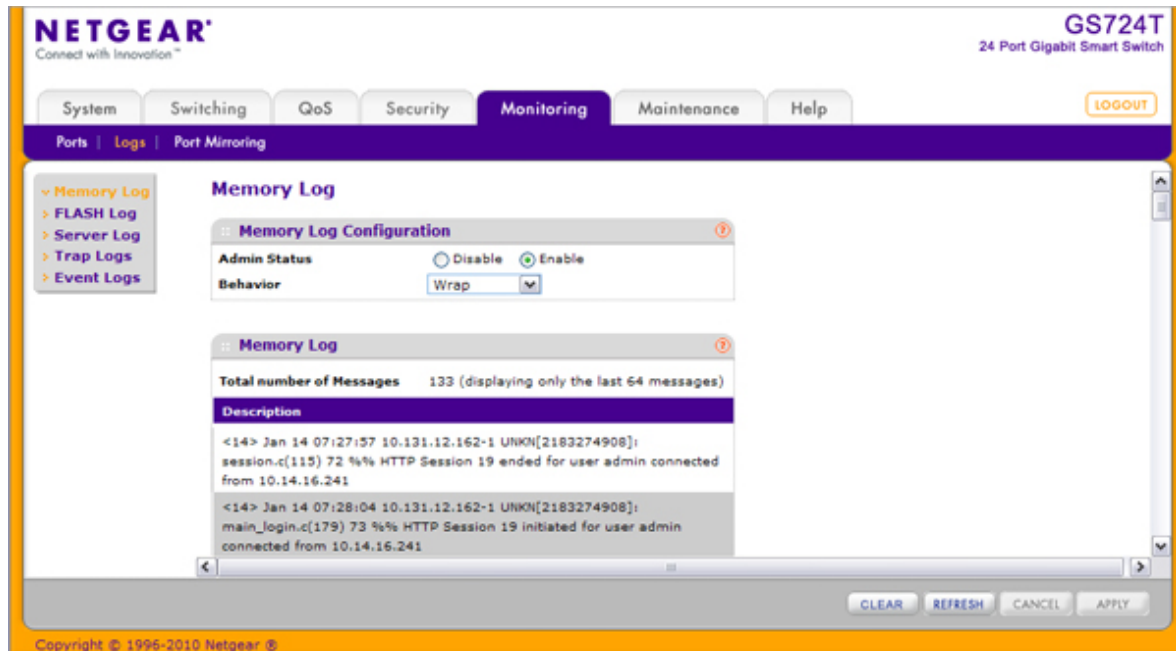 NETGEAR®
Connect with Innovation™
GS724T
24 Port Gigabit Smart Switch
System
Switching
QoS
Security
Monitoring
Maintenance
Help
LOGOUT
Ports | Logs | Port Mirroring
Memory Log
FLASH Log
Server Log
Trap Logs
Event Logs
Memory Log
Memory Log Configuration
Admin Status Disable Enable
Behavior Wrap
Memory Log
Total number of Messages 133 (displaying only the last 64 messages)
Description
<14> Jan 14 07:27:57 10.131.12.162-1 UNKN[2183274908]:
session.c(115) 72 %% HTTP Session 19 ended for user admin connected
from 10.14.16.241
<14> Jan 14 07:28:04 10.131.12.162-1 UNKN[2183274908]:
main_login.c(179) 73 %% HTTP Session 19 initiated for user admin
connected from 10.14.16.241
CLEAR
REFRESH
CANCEL
APPLY
Copyright © 1996-2010 Netgear ®